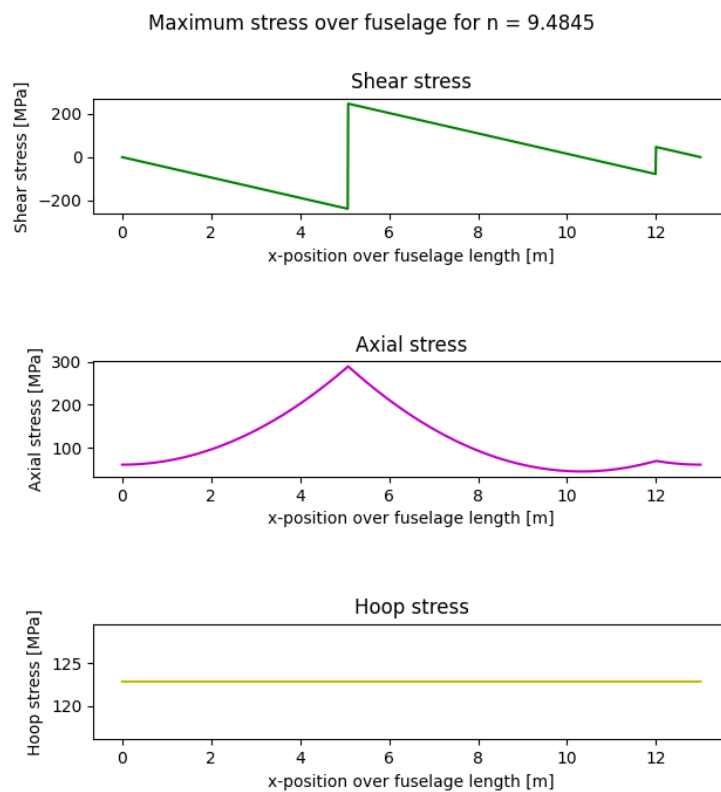 Maximum stress over fuselage for n = 9.4845
Shear stress
Shear stress [MPa]
200
0
−200
0 2 4 6 8 10 12
x-position over fuselage length [m]
Axial stress
Axial stress [MPa]
300
200
100
0 2 4 6 8 10 12
x-position over fuselage length [m]
Hoop stress
Hoop stress [MPa]
125
120
0 2 4 6 8 10 12
x-position over fuselage length [m]